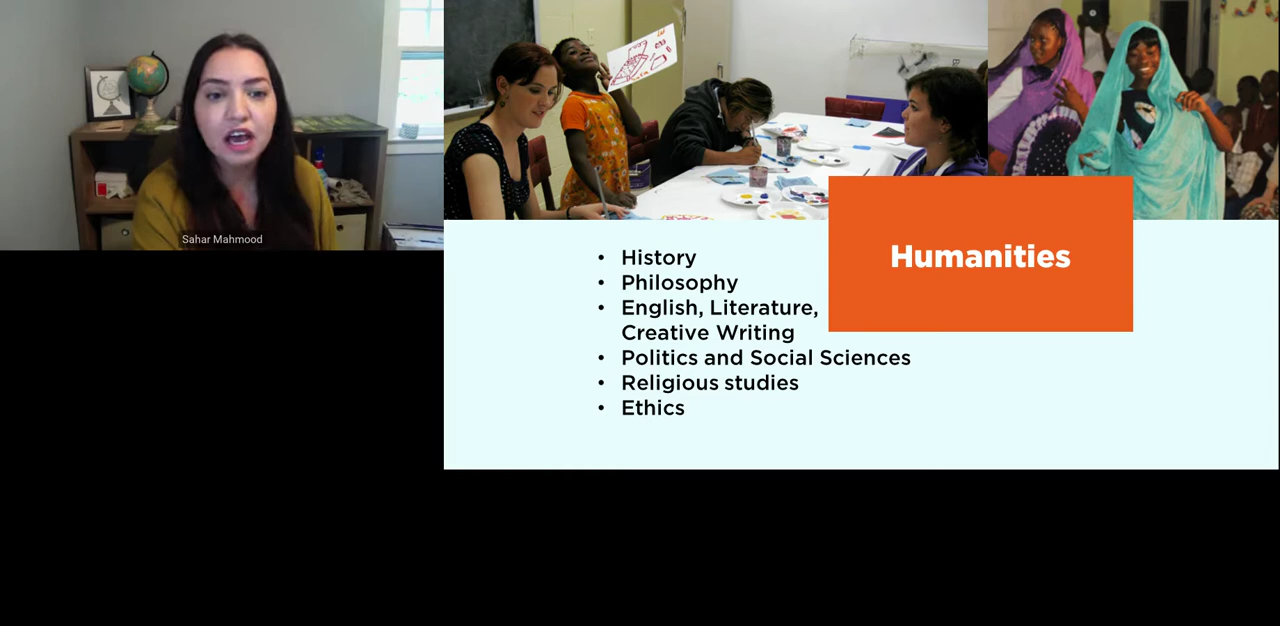 Sahar Mahmood
Humanities
• History
• Philosophy
• English, Literature,
Creative Writing
• Politics and Social Sciences
• Religious studies
• Ethics